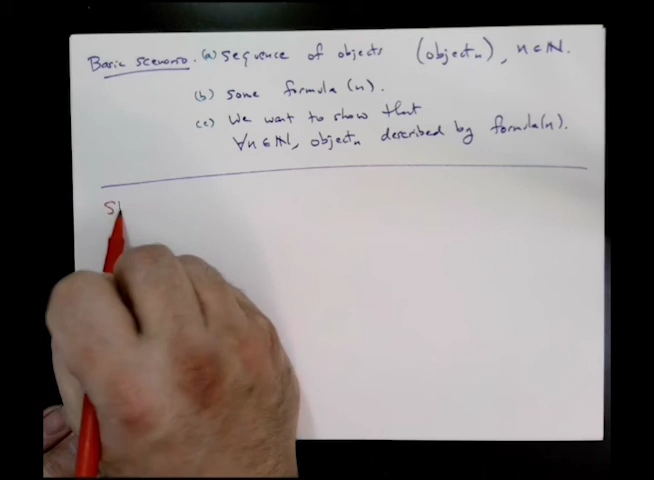 Basic scenario. (a) sequence of objects (objectₙ), n∈ℕ.
(b) some formula (n).
(c) We want to show that
∀n∈ℕ, objectₙ described by formula(n).
S